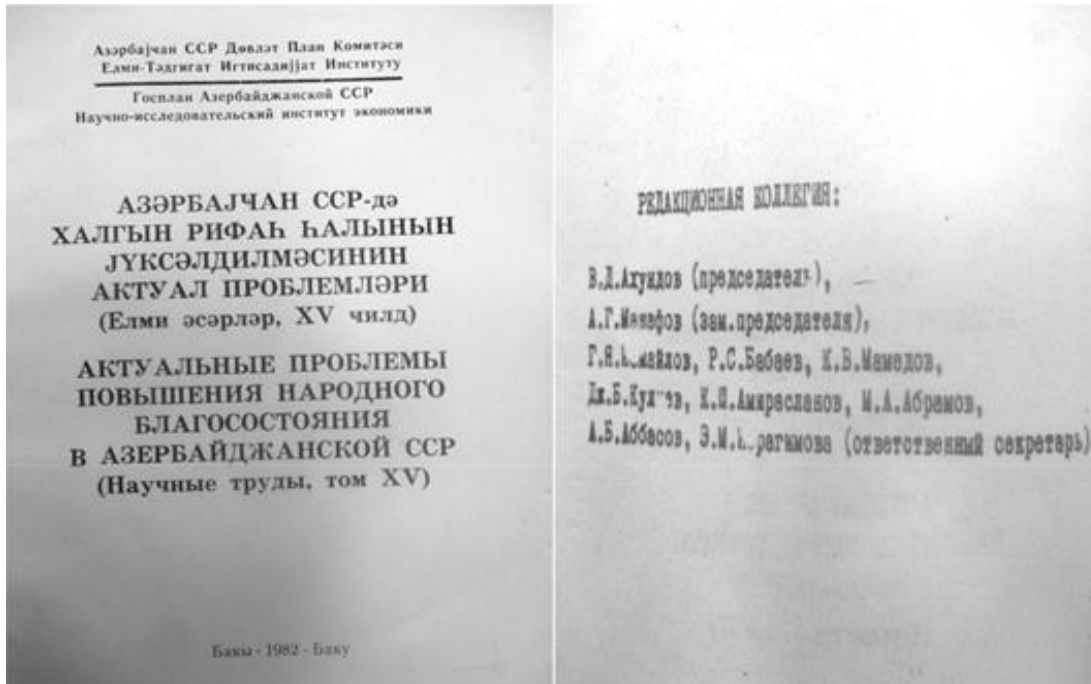 Азәрбајҹан ССР Дөвләт План Комитәси
Елми-Тәдгигат Игтисадијјат Институту
Госплан Азербайджанской ССР
Научно-исследовательский институт экономики
АЗӘРБАЈҸАН ССР-дә
ХАЛГЫН РИФАҺ ҺАЛЫНЫН
ЈҮКСӘЛДИЛМӘСИНИН
АКТУАЛ ПРОБЛЕМЛӘРИ
(Елми әсәрләр, XV ҹилд)
АКТУАЛЬНЫЕ ПРОБЛЕМЫ
ПОВЫШЕНИЯ НАРОДНОГО
БЛАГОСОСТОЯНИЯ
В АЗЕРБАЙДЖАНСКОЙ ССР
(Научные труды, том XV)
Бакы - 1982 - Баку
РЕДАКЦИОННАЯ КОЛЛЕГИЯ:
В.Д.Ахундов (председатель),
А.Г.Манафов (зам.председателя),
Р.С.Бабаев, К.В.Мамедов,
К.П.Амирасланов, М.А.Абрамов,
А.Б.Аббасов, (ответственный секретарь)